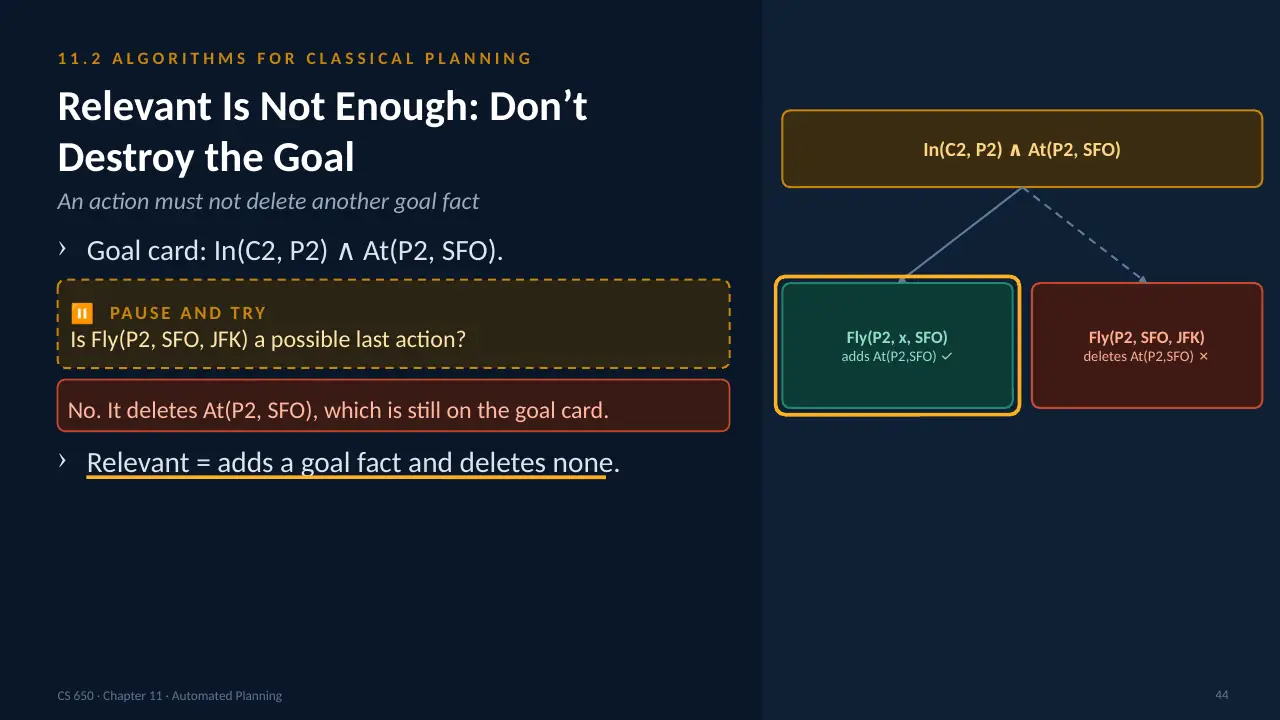 11.2 ALGORITHMS FOR CLASSICAL PLANNING
Relevant Is Not Enough: Don’t
Destroy the Goal
An action must not delete another goal fact
› Goal card: In(C2, P2) ∧ At(P2, SFO).
⏸ PAUSE AND TRY
Is Fly(P2, SFO, JFK) a possible last action?
No. It deletes At(P2, SFO), which is still on the goal card.
› Relevant = adds a goal fact and deletes none.
In(C2, P2) ∧ At(P2, SFO)
Fly(P2, x, SFO)
adds At(P2,SFO) ✓
Fly(P2, SFO, JFK)
deletes At(P2,SFO) ×
CS 650 · Chapter 11 · Automated Planning
44